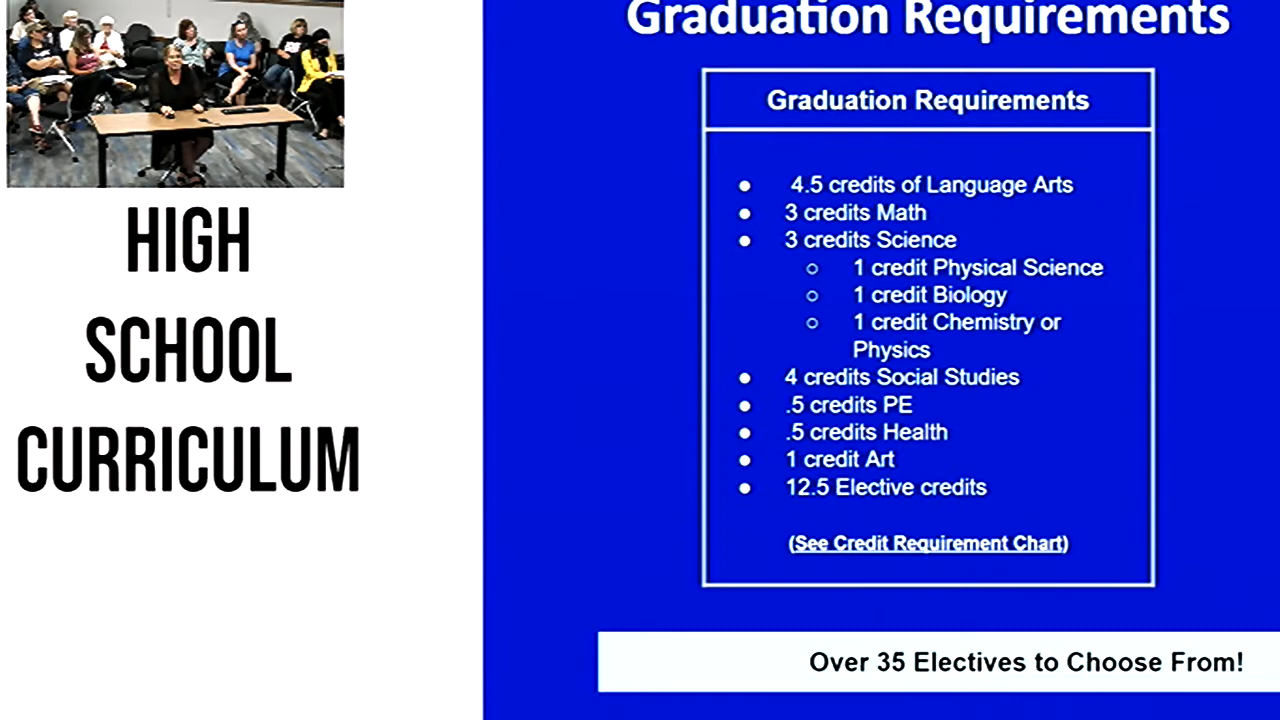 HIGH
SCHOOL
CURRICULUM
Graduation Requirements
Graduation Requirements
● 4.5 credits of Language Arts
● 3 credits Math
● 3 credits Science
○ 1 credit Physical Science
○ 1 credit Biology
○ 1 credit Chemistry or
Physics
● 4 credits Social Studies
● .5 credits PE
● .5 credits Health
● 1 credit Art
● 12.5 Elective credits
(See Credit Requirement Chart)
Over 35 Electives to Choose From!